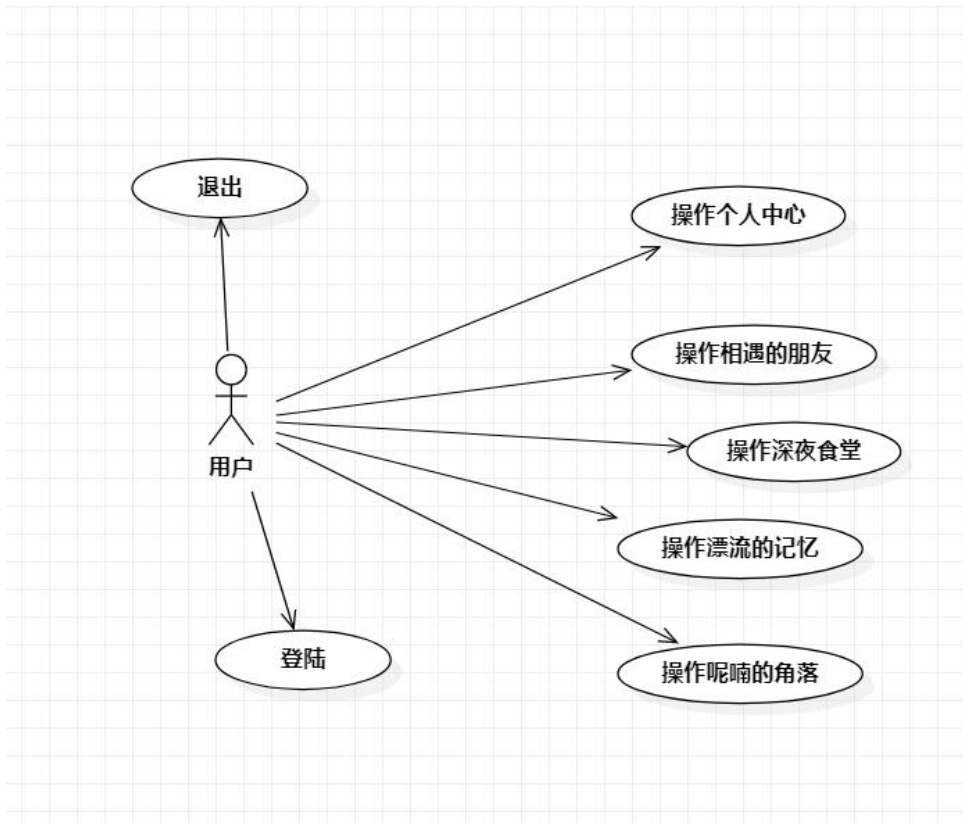 退出
操作个人中心
操作相遇的朋友
操作深夜食堂
用户
操作漂流的记忆
登陆
操作呢喃的角落